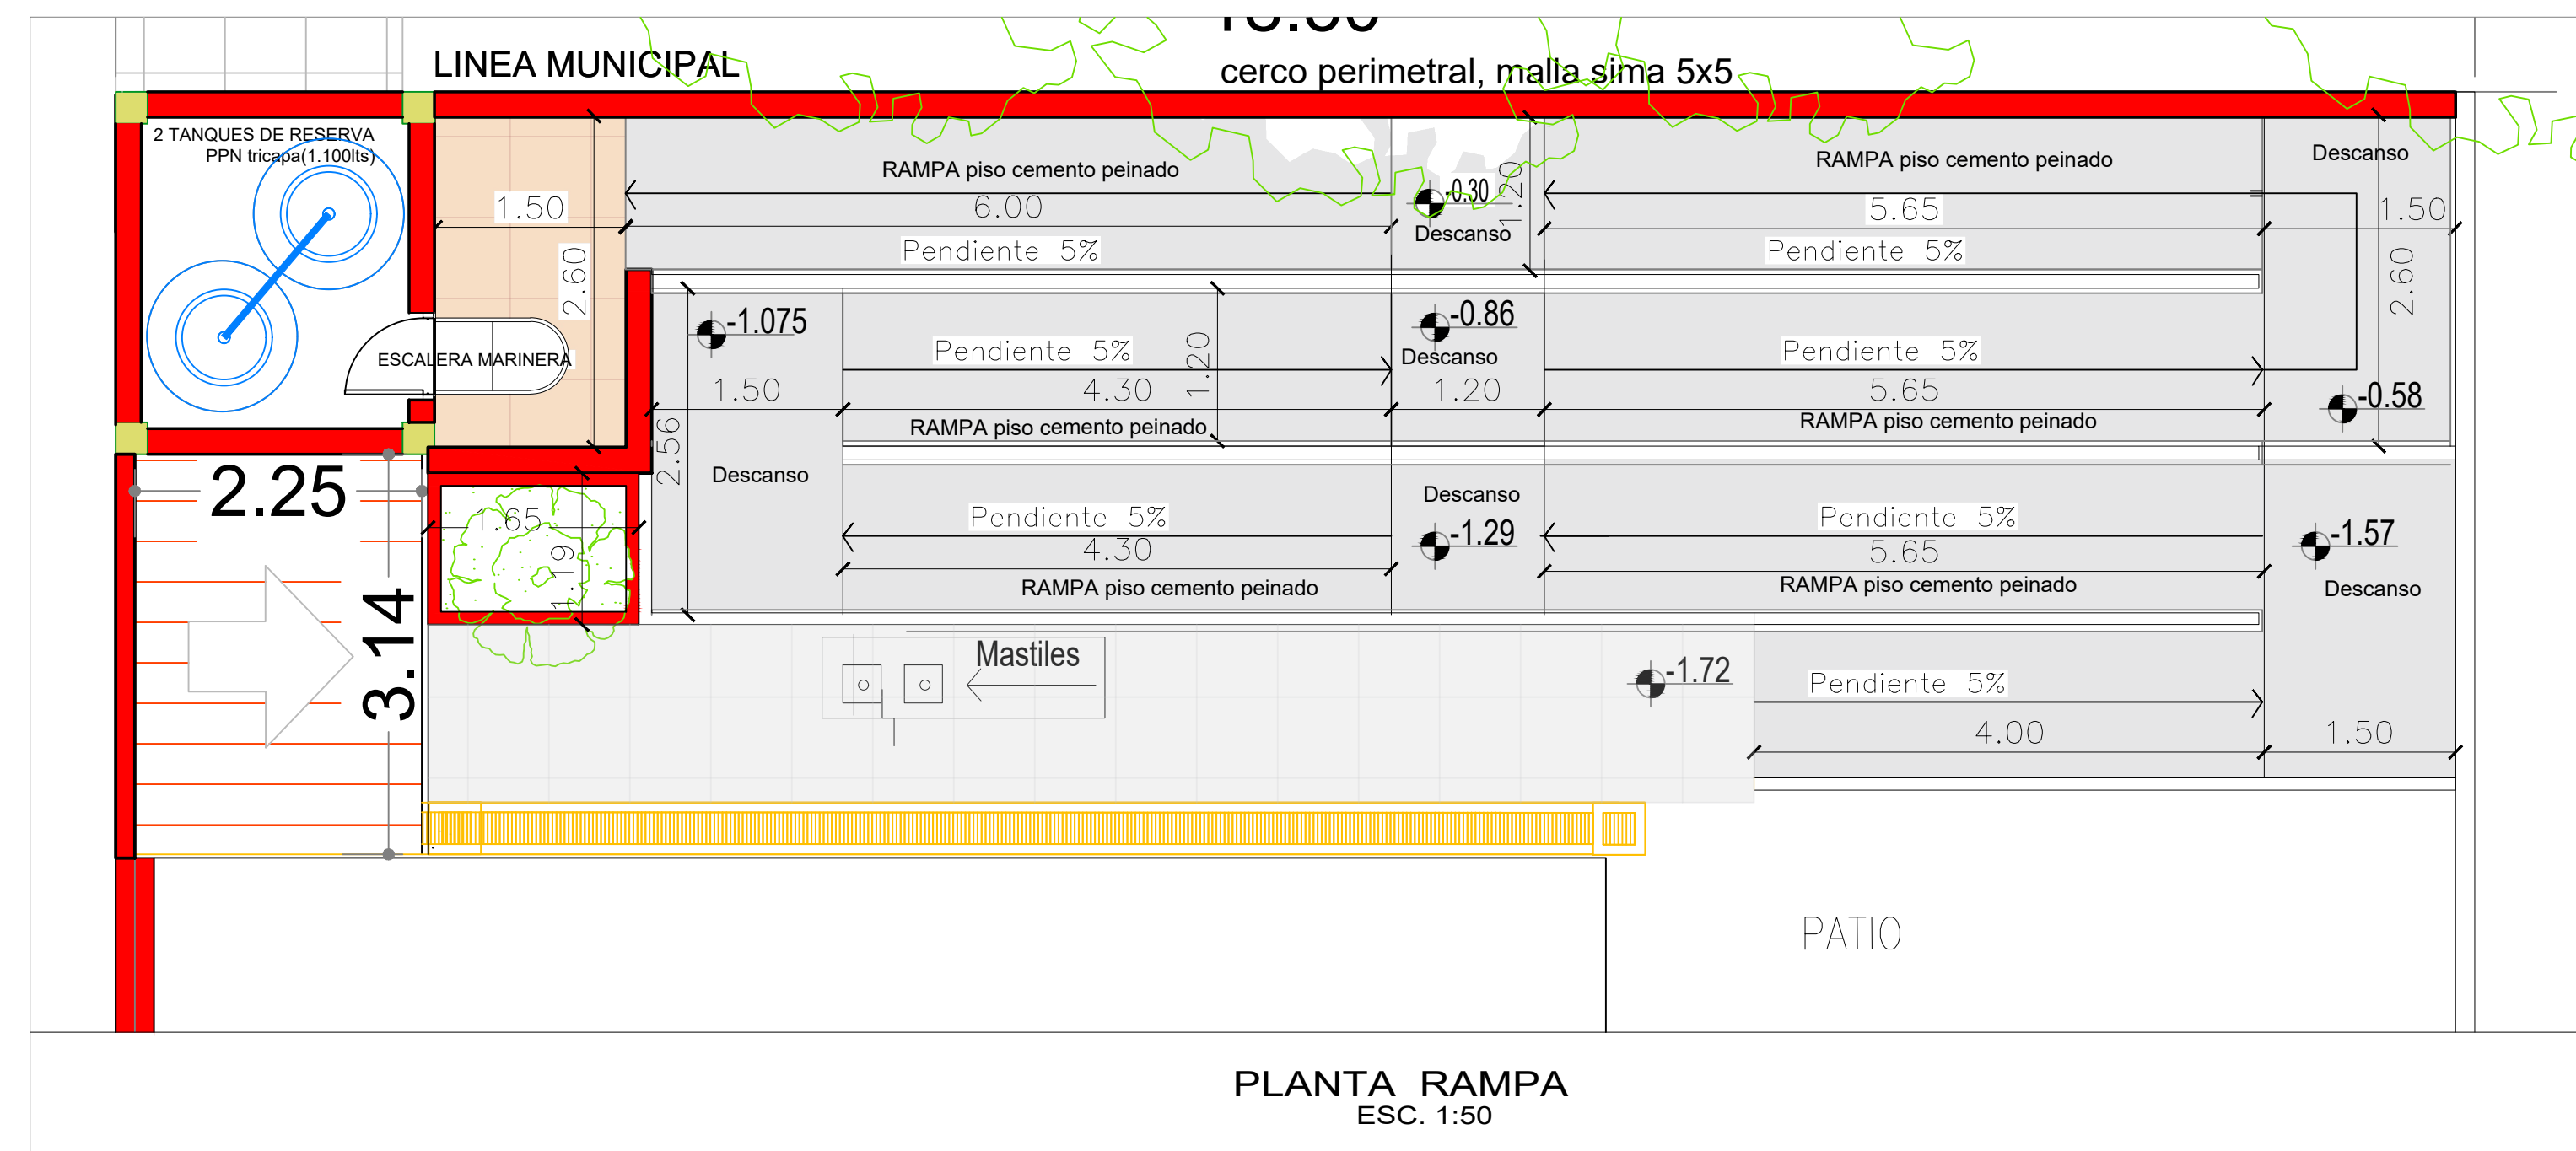 LINEA MUNICIPAL
cerco perimetral, malla sima 5x5
2 TANQUES DE RESERVA
PPN tricapa(1.100lts)
RAMPA piso cemento peinado
RAMPA piso cemento peinado
Descanso
1.50
6.00
-0.30
1.20
5.65
1.50
Descanso
Pendiente 5%
Pendiente 5%
2.60
2.60
-1.075
-0.86
Pendiente 5%
1.20
Descanso
Pendiente 5%
ESCALERA MARINERA
1.50
4.30
1.20
5.65
-0.58
RAMPA piso cemento peinado
RAMPA piso cemento peinado
2.56
Descanso
2.25
Descanso
1.65
Pendiente 5%
-1.29
Pendiente 5%
-1.57
1.19
4.30
5.65
RAMPA piso cemento peinado
RAMPA piso cemento peinado
Descanso
3.14
Mastiles
-1.72
Pendiente 5%
4.00
1.50
PATIO
PLANTA RAMPA
ESC. 1:50